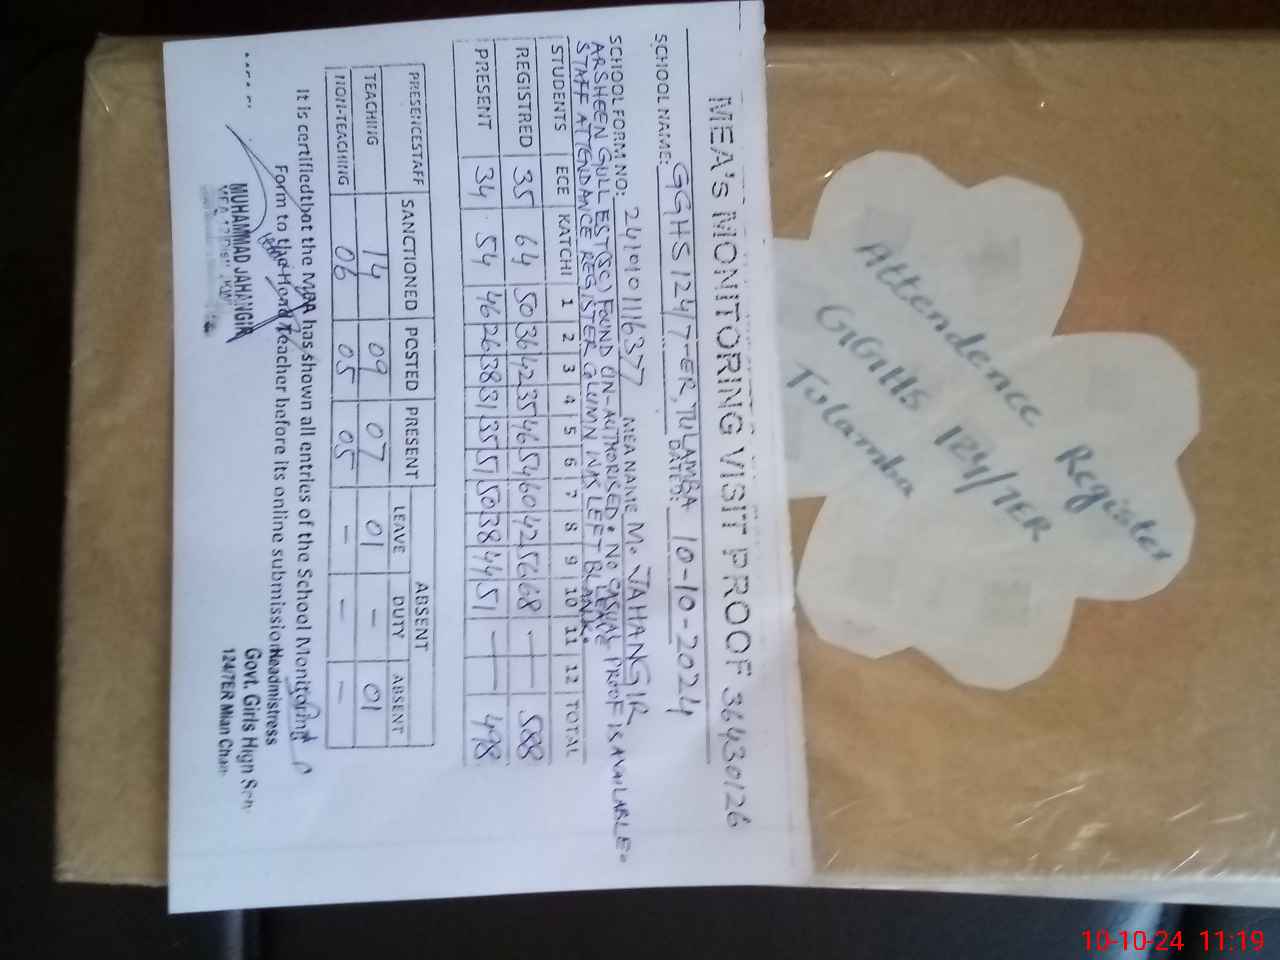 MEA's MONITORING VISIT PROOF 36430126
SCHOOL NAME: GGHS 124/7-ER, TULAMBA DATED: 10-10-2024
SCHOOL FORM NO: MEA NAME M. JAHANGIR
ARSHEEN GULL EST(SC) FOUND UN-AUTHORISED. NO CASUAL LEAVE PROOF IS AVAILABLE.
STAFF ATTENDANCE REGISTER COLUMN WAS LEFT BLANK.
STUDENTS ECE KATCHI 1 2 3 4 5 6 7 8 9 10 11 12 TOTAL
REGISTRED 35 64 50 36 42 35 46 54 60 42 56 68 — — 588
PRESENT 34 54 46 26 38 31 35 51 50 38 44 51 — — 498
PRESENCESTAFF SANCTIONED POSTED PRESENT ABSENT
LEAVE DUTY ABSENT
TEACHING 14 09 07 01 — 01
NON-TEACHING 06 05 05 — — —
It is certifiedthat the MEA has shown all entries of the School Monitoring
Form to the Head Teacher before its online submission
MUHAMMAD JAHANGIR
Headmistress
Govt. Girls High
124/7ER Mian
Attendence Register
GGHS 124/7ER
Tulamba
10-10-24 11:19